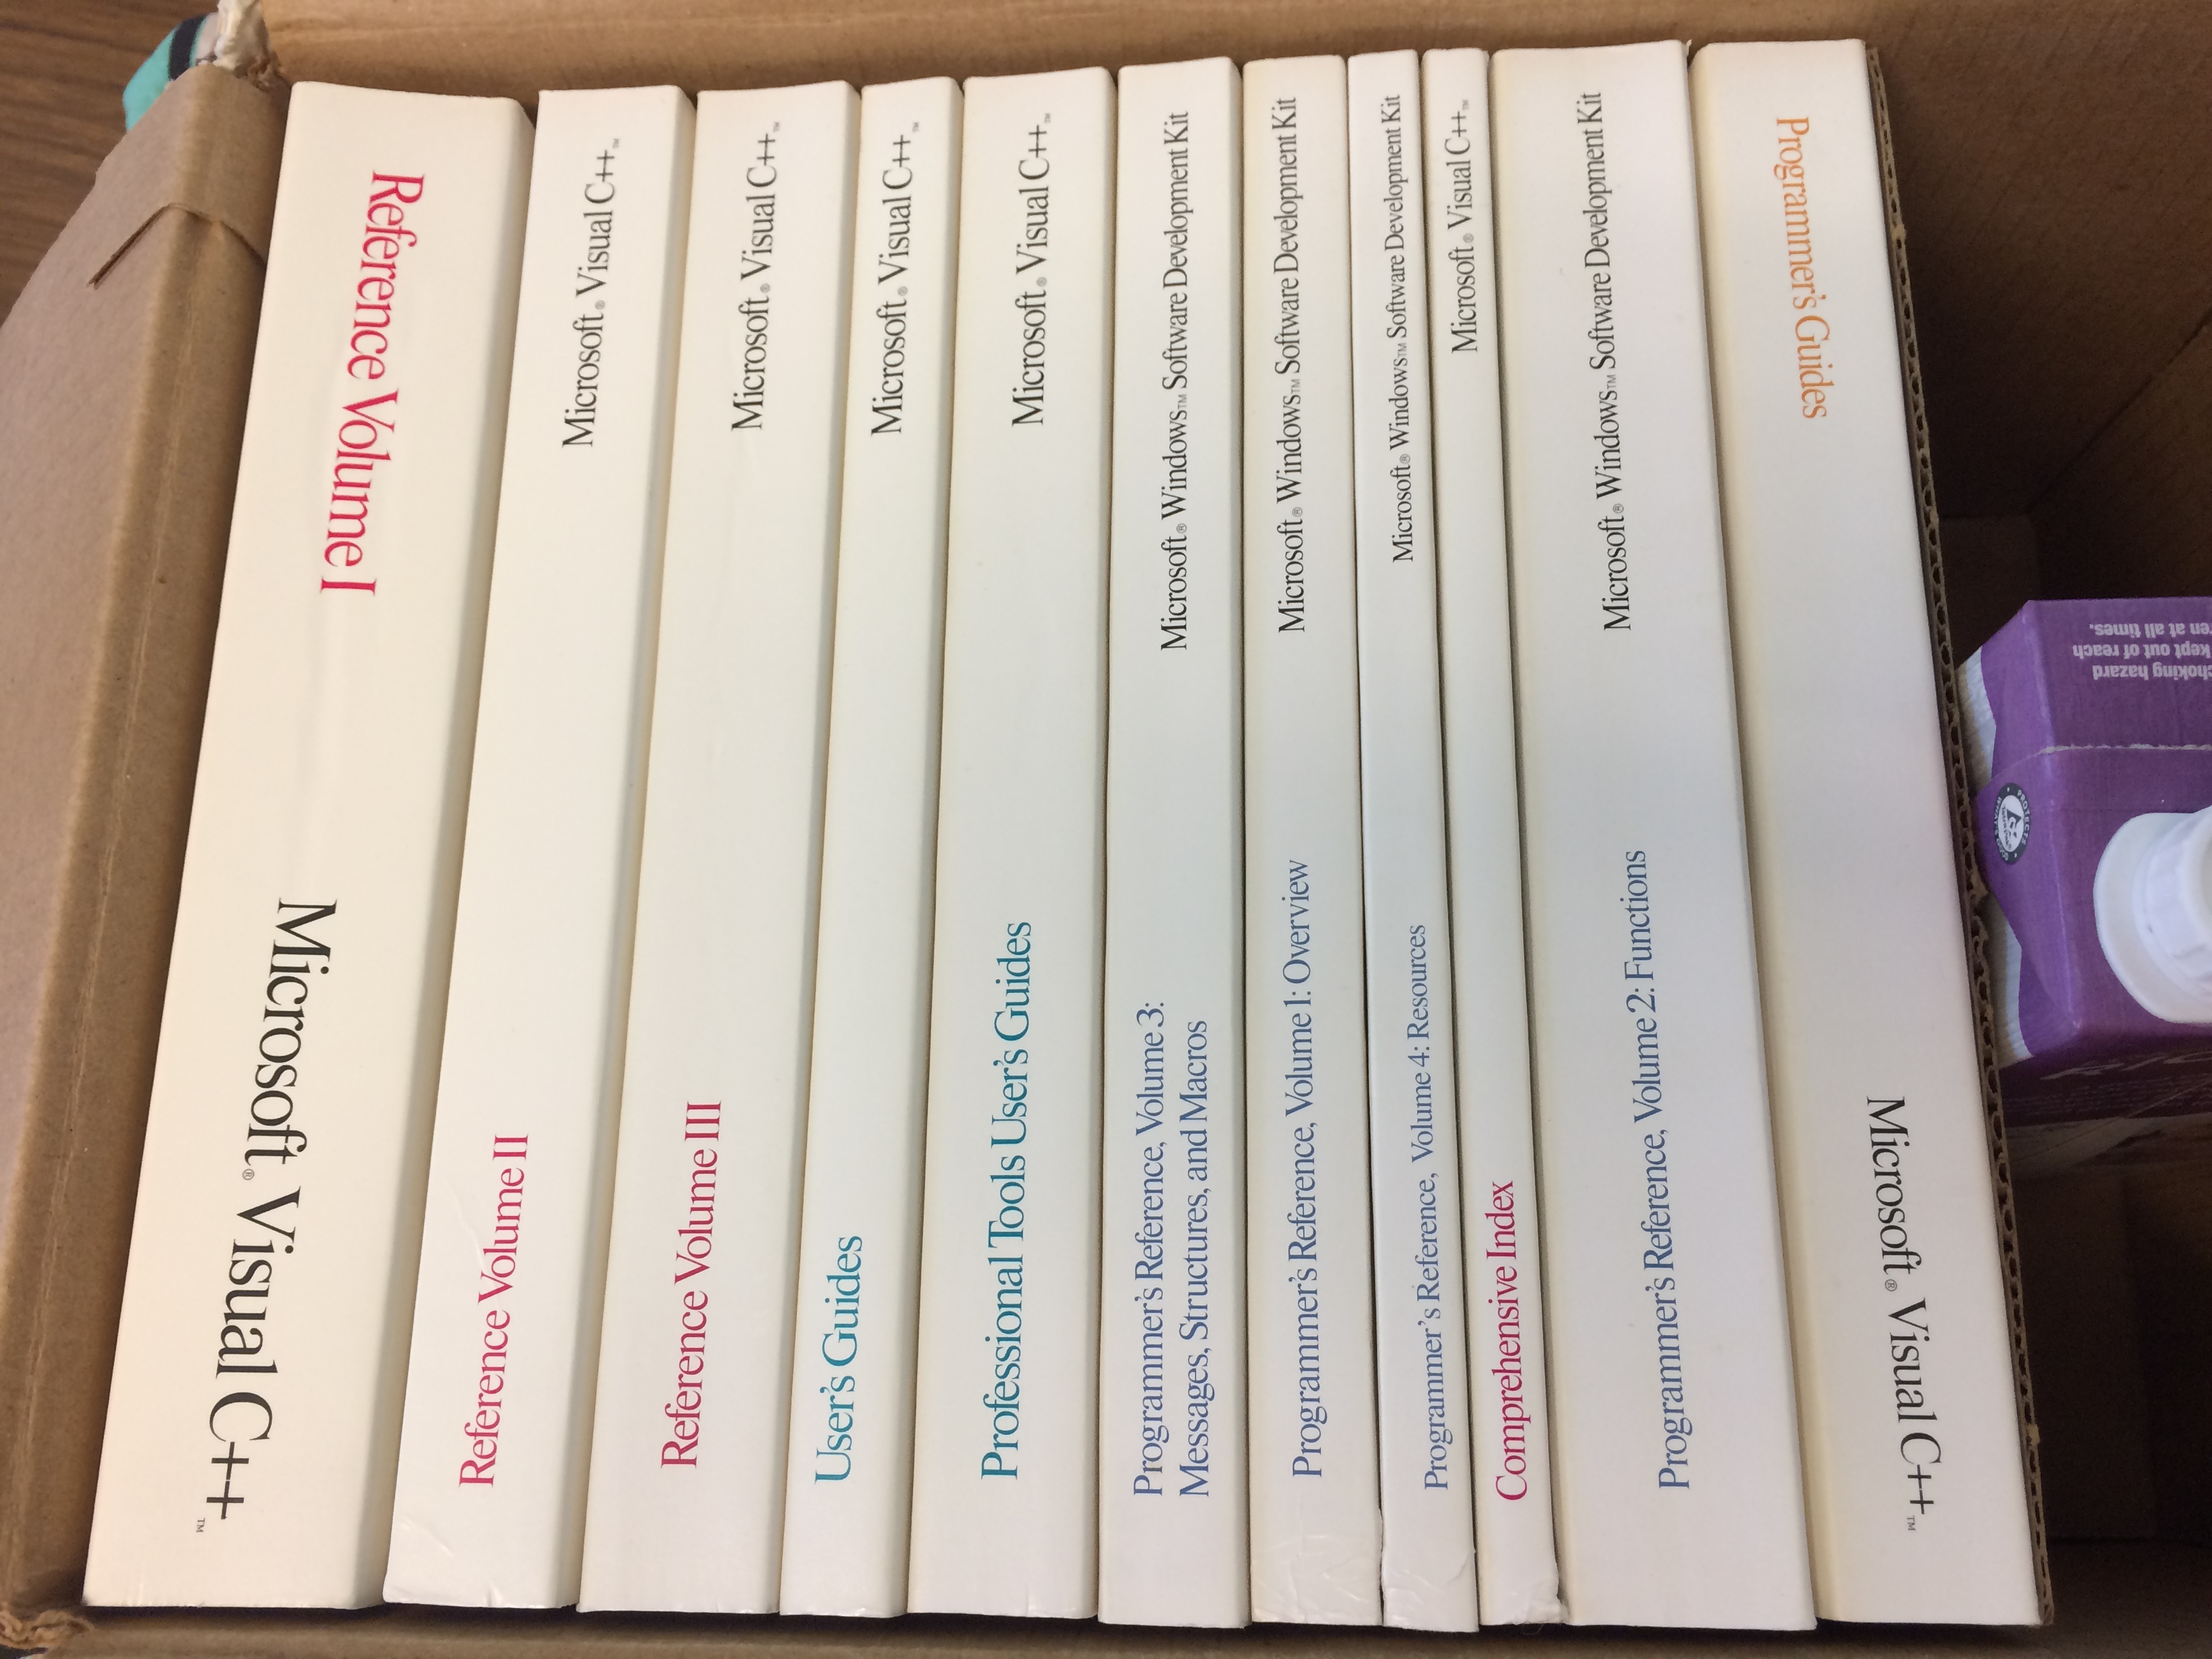 Microsoft® Visual C++™
Programmer's Guides
Programmer's Reference, Volume 2: Functions
Microsoft® Windows™ Software Development Kit
Comprehensive Index
Microsoft® Visual C++™
Programmer's Reference, Volume 4: Resources
Microsoft® Windows™ Software Development Kit
Programmer's Reference, Volume 1: Overview
Microsoft® Windows™ Software Development Kit
Programmer's Reference, Volume 3:
Messages, Structures, and Macros
Microsoft® Windows™ Software Development Kit
Professional Tools User's Guides
Microsoft® Visual C++™
User's Guides
Microsoft® Visual C++™
Reference Volume III
Microsoft® Visual C++™
Reference Volume II
Microsoft® Visual C++™
Microsoft® Visual C++™
Reference Volume I
choking hazard
kept out of reach
en at all times.